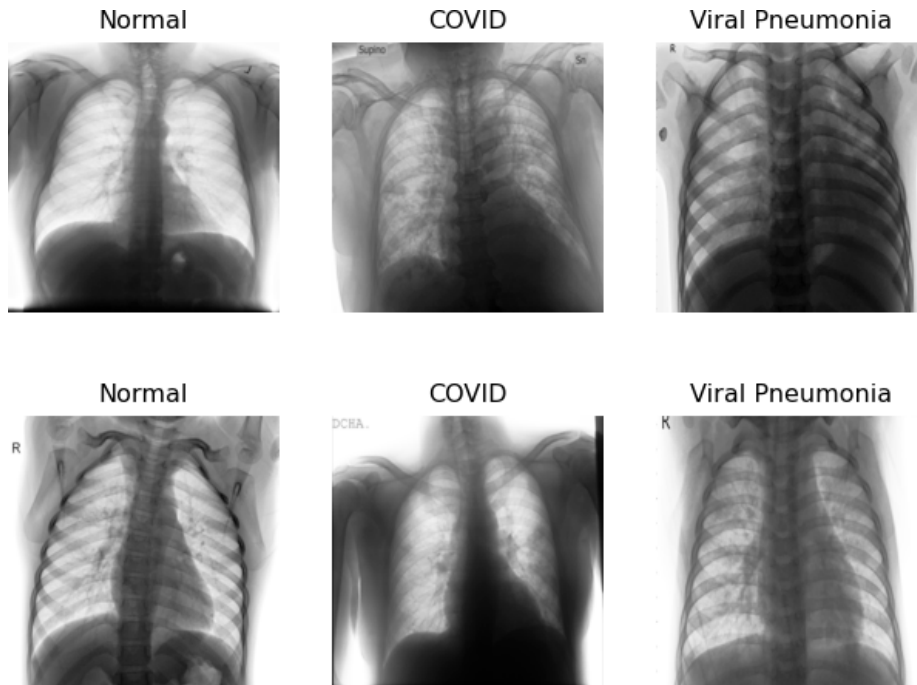 Normal
COVID
Viral Pneumonia
Supino
Sn
R
Normal
COVID
Viral Pneumonia
R
DCHA.
R